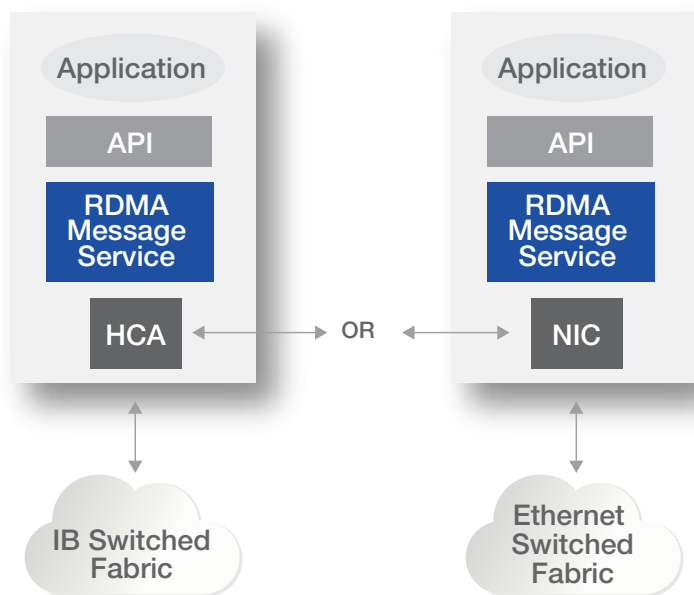 Application
API
RDMA
Message
Service
HCA
OR
Application
API
RDMA
Message
Service
NIC
IB Switched
Fabric
Ethernet
Switched
Fabric